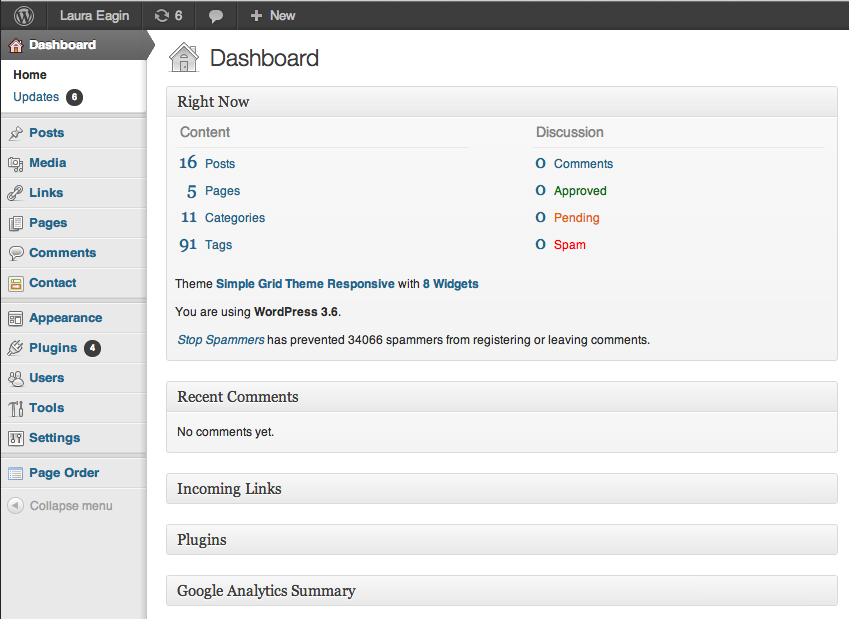 Laura Eagin 6 New
Dashboard
Home
Updates 6
Posts
Media
Links
Pages
Comments
Contact
Appearance
Plugins 4
Users
Tools
Settings
Page Order
Collapse menu
Dashboard
Right Now
Content
16 Posts
5 Pages
11 Categories
91 Tags
Discussion
0 Comments
0 Approved
0 Pending
0 Spam
Theme Simple Grid Theme Responsive with 8 Widgets
You are using WordPress 3.6.
Stop Spammers has prevented 34066 spammers from registering or leaving comments.
Recent Comments
No comments yet.
Incoming Links
Plugins
Google Analytics Summary